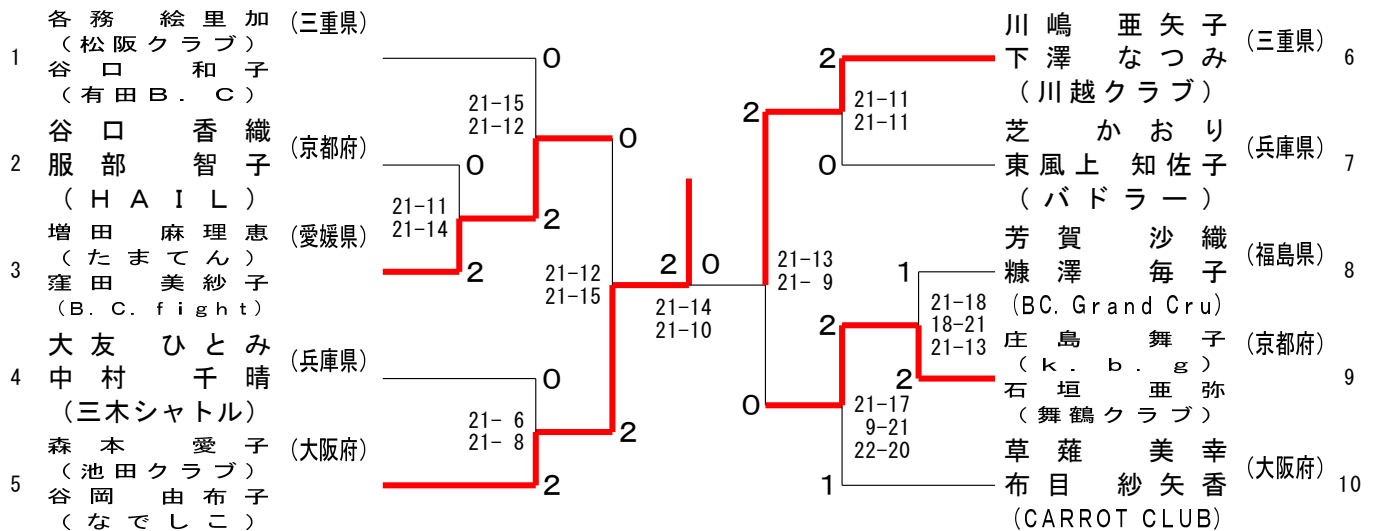 各務 絵里加 (三重県)
(松阪クラブ)
1
谷口 和子
(有田B.C)
0
21-15
21-12
谷口 香織
2 服部 智子 (京都府)
(HAIL)
0
21-11
21-14
2
0
増田 麻理恵 (愛媛県)
(たまてん)
3
窪田 美紗子
(B.C.fight)
2
21-12
21-15
大友 ひとみ
4 中村 千晴 (兵庫県)
(三木シャトル)
0
21- 6
21- 8
2
森本 愛子 (大阪府)
(池田クラブ)
5
谷岡 由布子
(なでしこ)
2
2 0
21-14
21-10
川嶋 亜矢子
下澤 なつみ (三重県) 6
(川越クラブ)
2
21-11
21-11
2
芝 かおり
東風上 知佐子 (兵庫県) 7
(バドラー)
0
21-13
21- 9
芳賀 沙織
糠澤 毎子 (福島県) 8
(BC.Grand Cru)
1
21-18
18-21
21-13
2
庄島 舞子 (京都府)
(k.b.g)
9
石垣 亜弥
(舞鶴クラブ)
2
0
21-17
9-21
22-20
草薙 美幸
布目 紗矢香 (大阪府) 10
(CARROT CLUB)
1